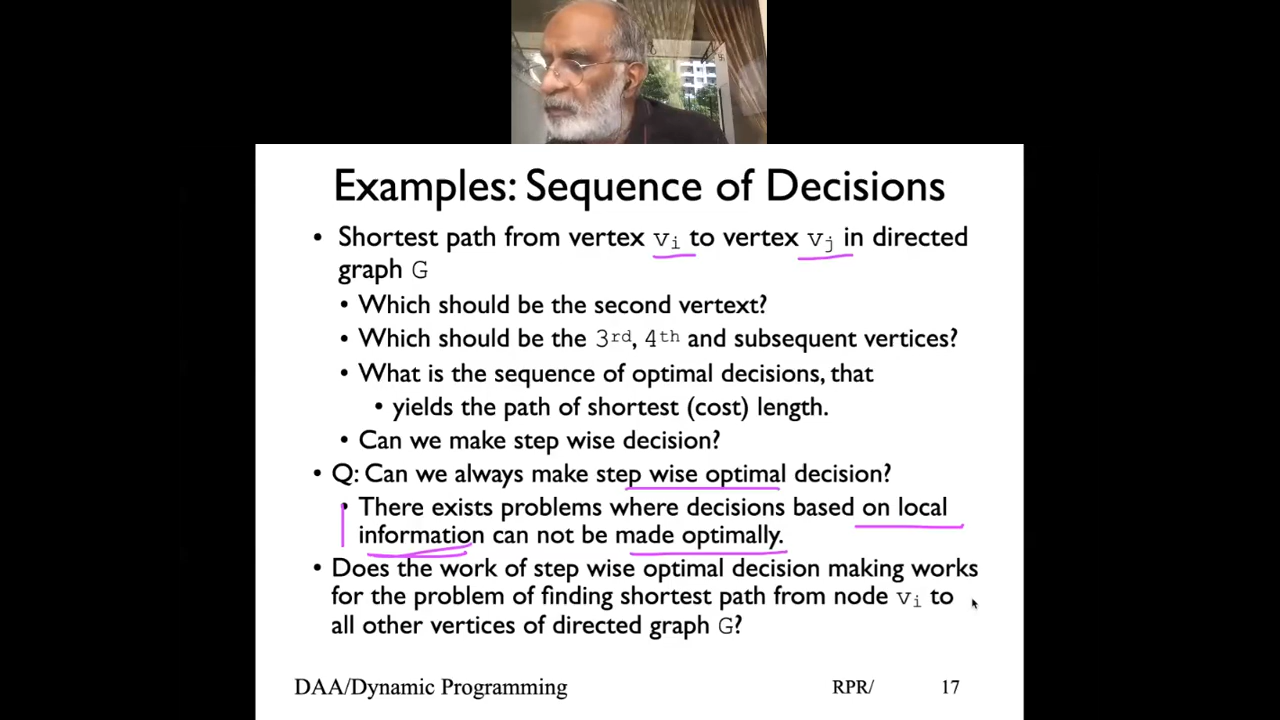 Examples: Sequence of Decisions
• Shortest path from vertex vi to vertex vj in directed
graph G
• Which should be the second vertext?
• Which should be the 3rd, 4th and subsequent vertices?
• What is the sequence of optimal decisions, that
• yields the path of shortest (cost) length.
• Can we make step wise decision?
• Q: Can we always make step wise optimal decision?
• There exists problems where decisions based on local
information can not be made optimally.
• Does the work of step wise optimal decision making works
for the problem of finding shortest path from node vi to
all other vertices of directed graph G?
DAA/Dynamic Programming RPR/ 17